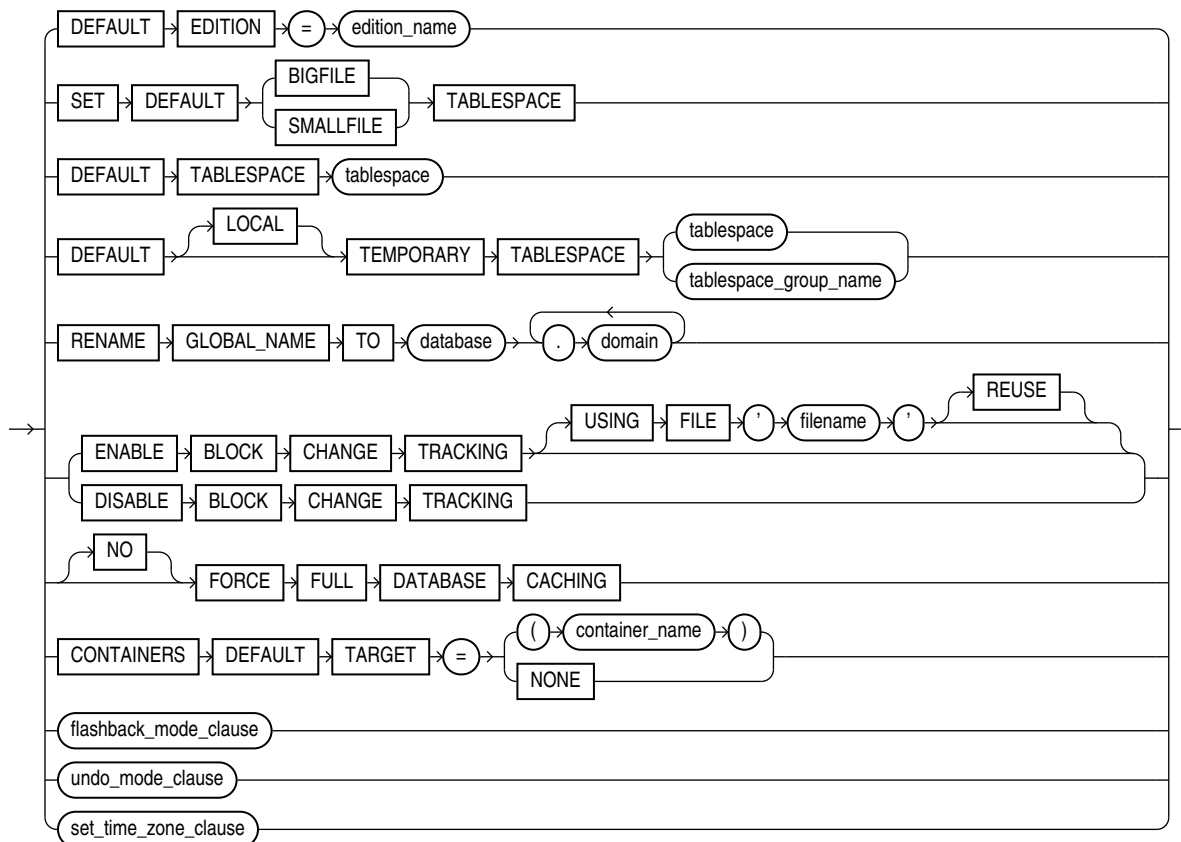 DEFAULT EDITION = edition_name
BIGFILE
SET DEFAULT TABLESPACE
SMALLFILE
DEFAULT TABLESPACE tablespace
LOCAL tablespace
DEFAULT TEMPORARY TABLESPACE
tablespace_group_name
RENAME GLOBAL_NAME TO database . domain
REUSE
USING FILE ' filename '
ENABLE BLOCK CHANGE TRACKING
DISABLE BLOCK CHANGE TRACKING
NO
FORCE FULL DATABASE CACHING
( container_name )
CONTAINERS DEFAULT TARGET =
NONE
flashback_mode_clause
undo_mode_clause
set_time_zone_clause